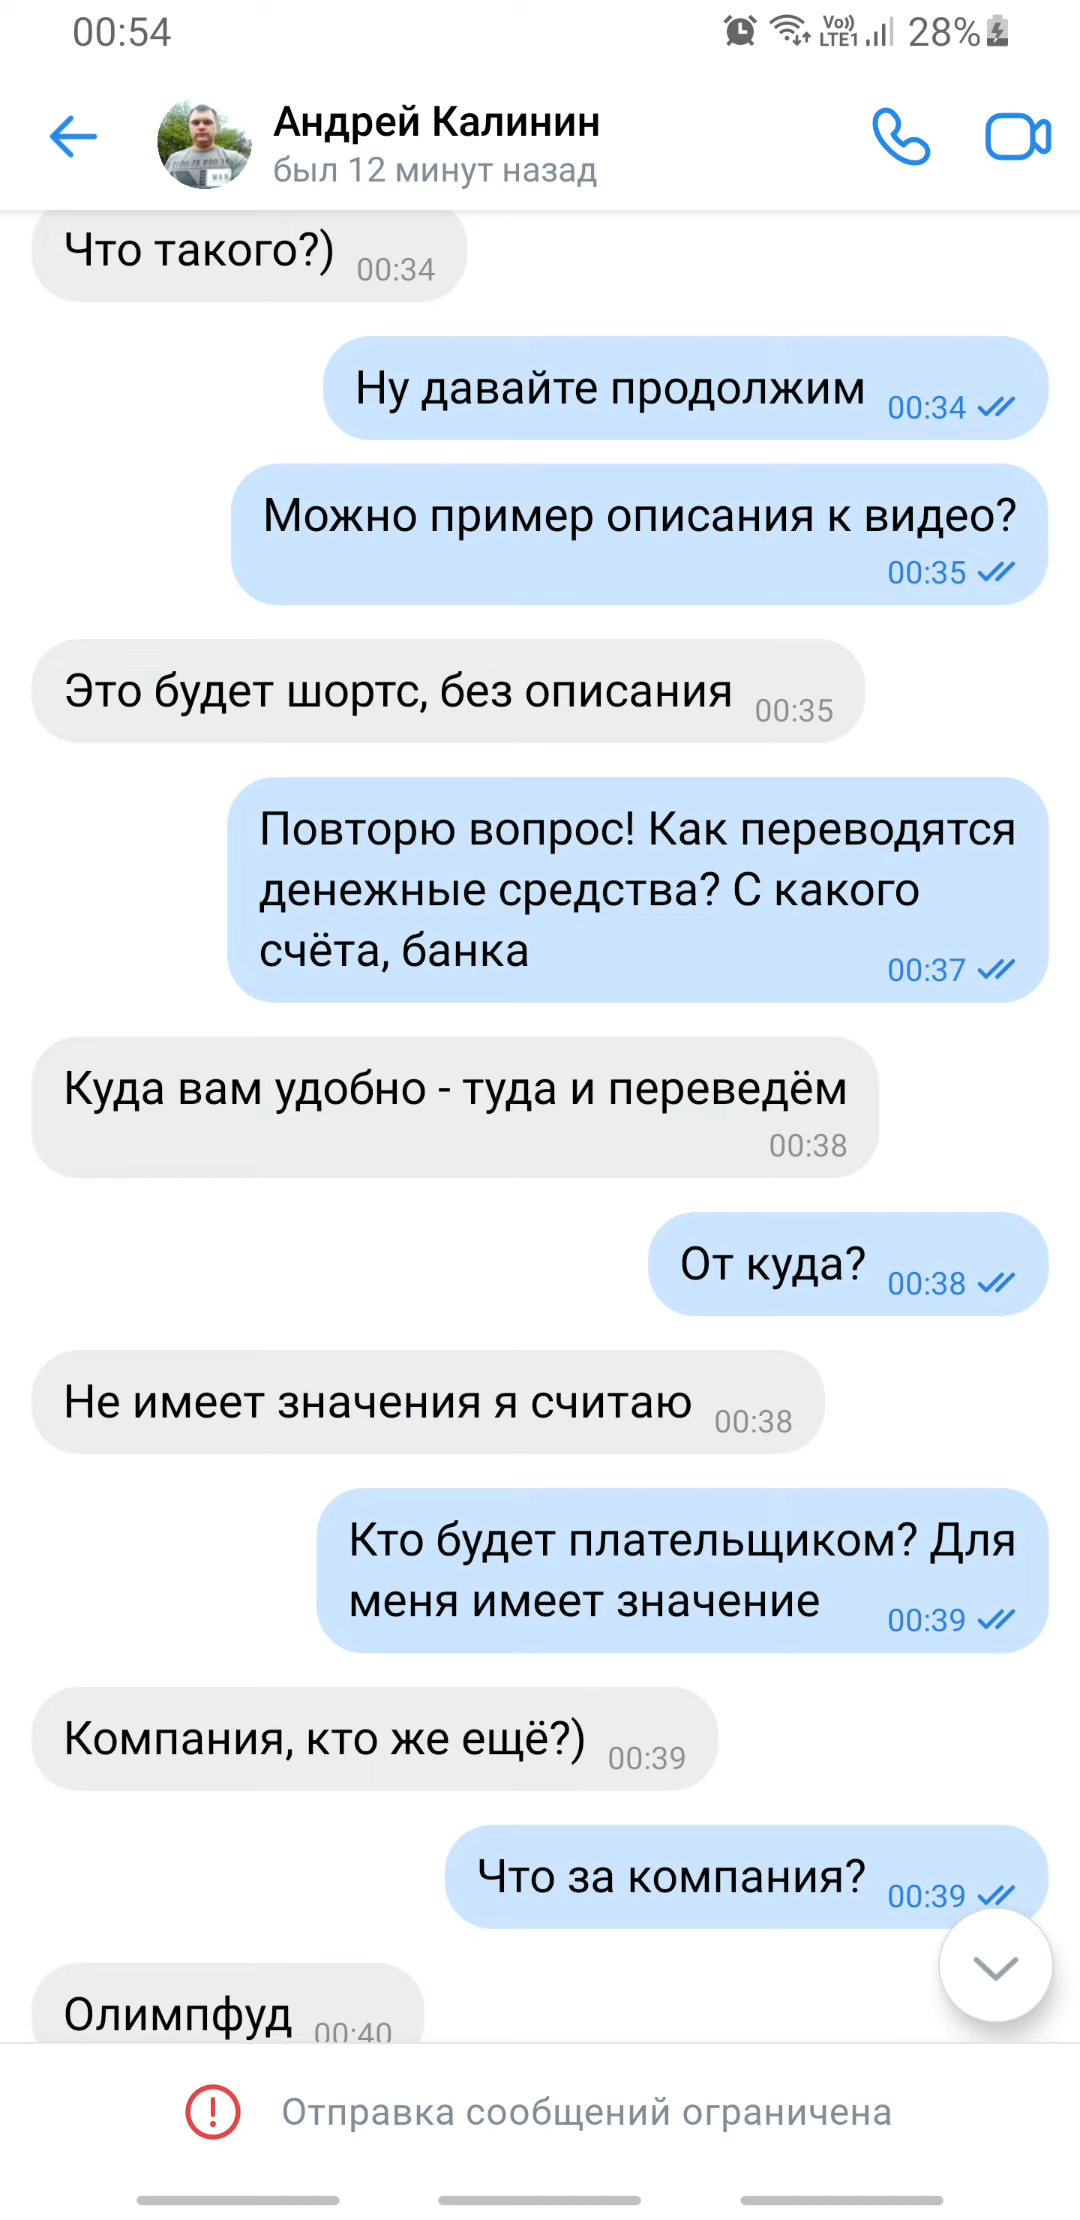 00:54
Vo))
LTE1
28%
Андрей Калинин
был 12 минут назад
Что такого?) 00:34
Ну давайте продолжим 00:34
Можно пример описания к видео?
00:35
Это будет шортс, без описания 00:35
Повторю вопрос! Как переводятся
денежные средства? С какого
счёта, банка 00:37
Куда вам удобно - туда и переведём
00:38
От куда? 00:38
Не имеет значения я считаю 00:38
Кто будет плательщиком? Для
меня имеет значение 00:39
Компания, кто же ещё?) 00:39
Что за компания? 00:39
Олимпфуд 00:40
Отправка сообщений ограничена